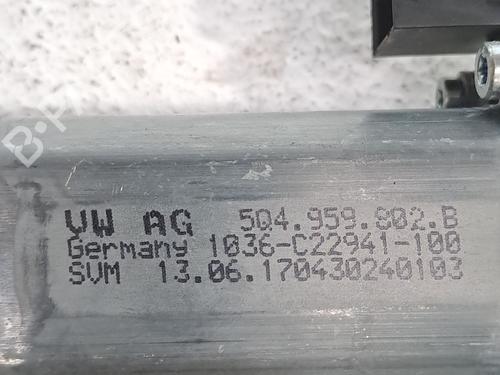 VW AG 5Q4.959.802.B
Germany 1036-C22941-100
SVM 13.06.170430240103